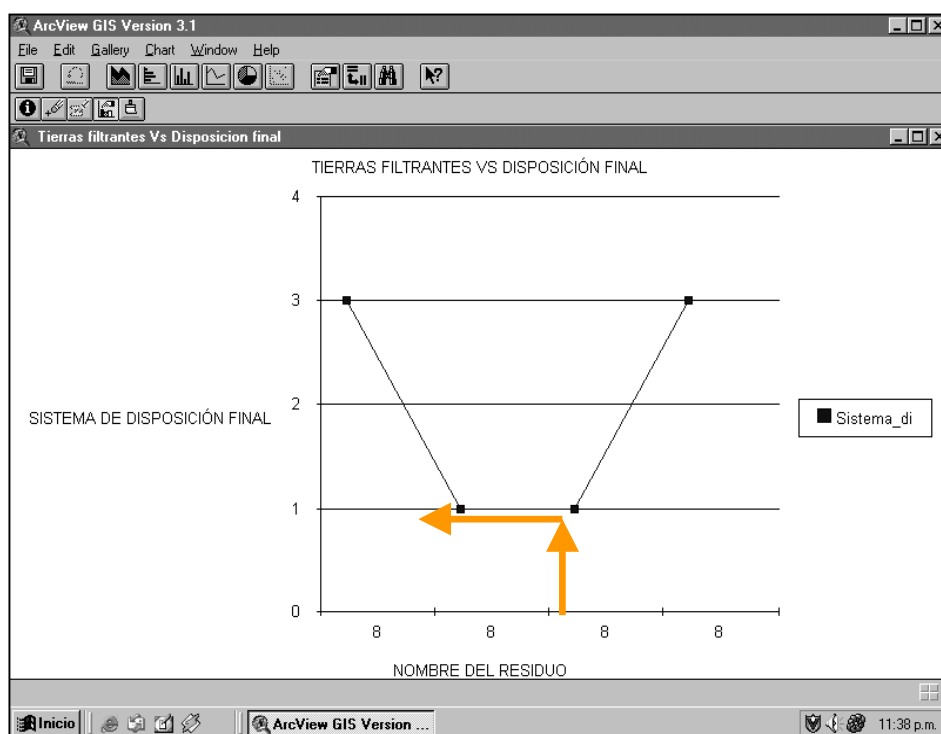 ArcView GIS Version 3.1
File Edit Gallery Chart Window Help
Tierras filtrantes Vs Disposicion final
TIERRAS FILTRANTES VS DISPOSICIÓN FINAL
4
3
2
1
0
SISTEMA DE DISPOSICIÓN FINAL
Sistema_di
8 8 8 8
NOMBRE DEL RESIDUO
Inicio ArcView GIS Version ... 11:38 p.m.